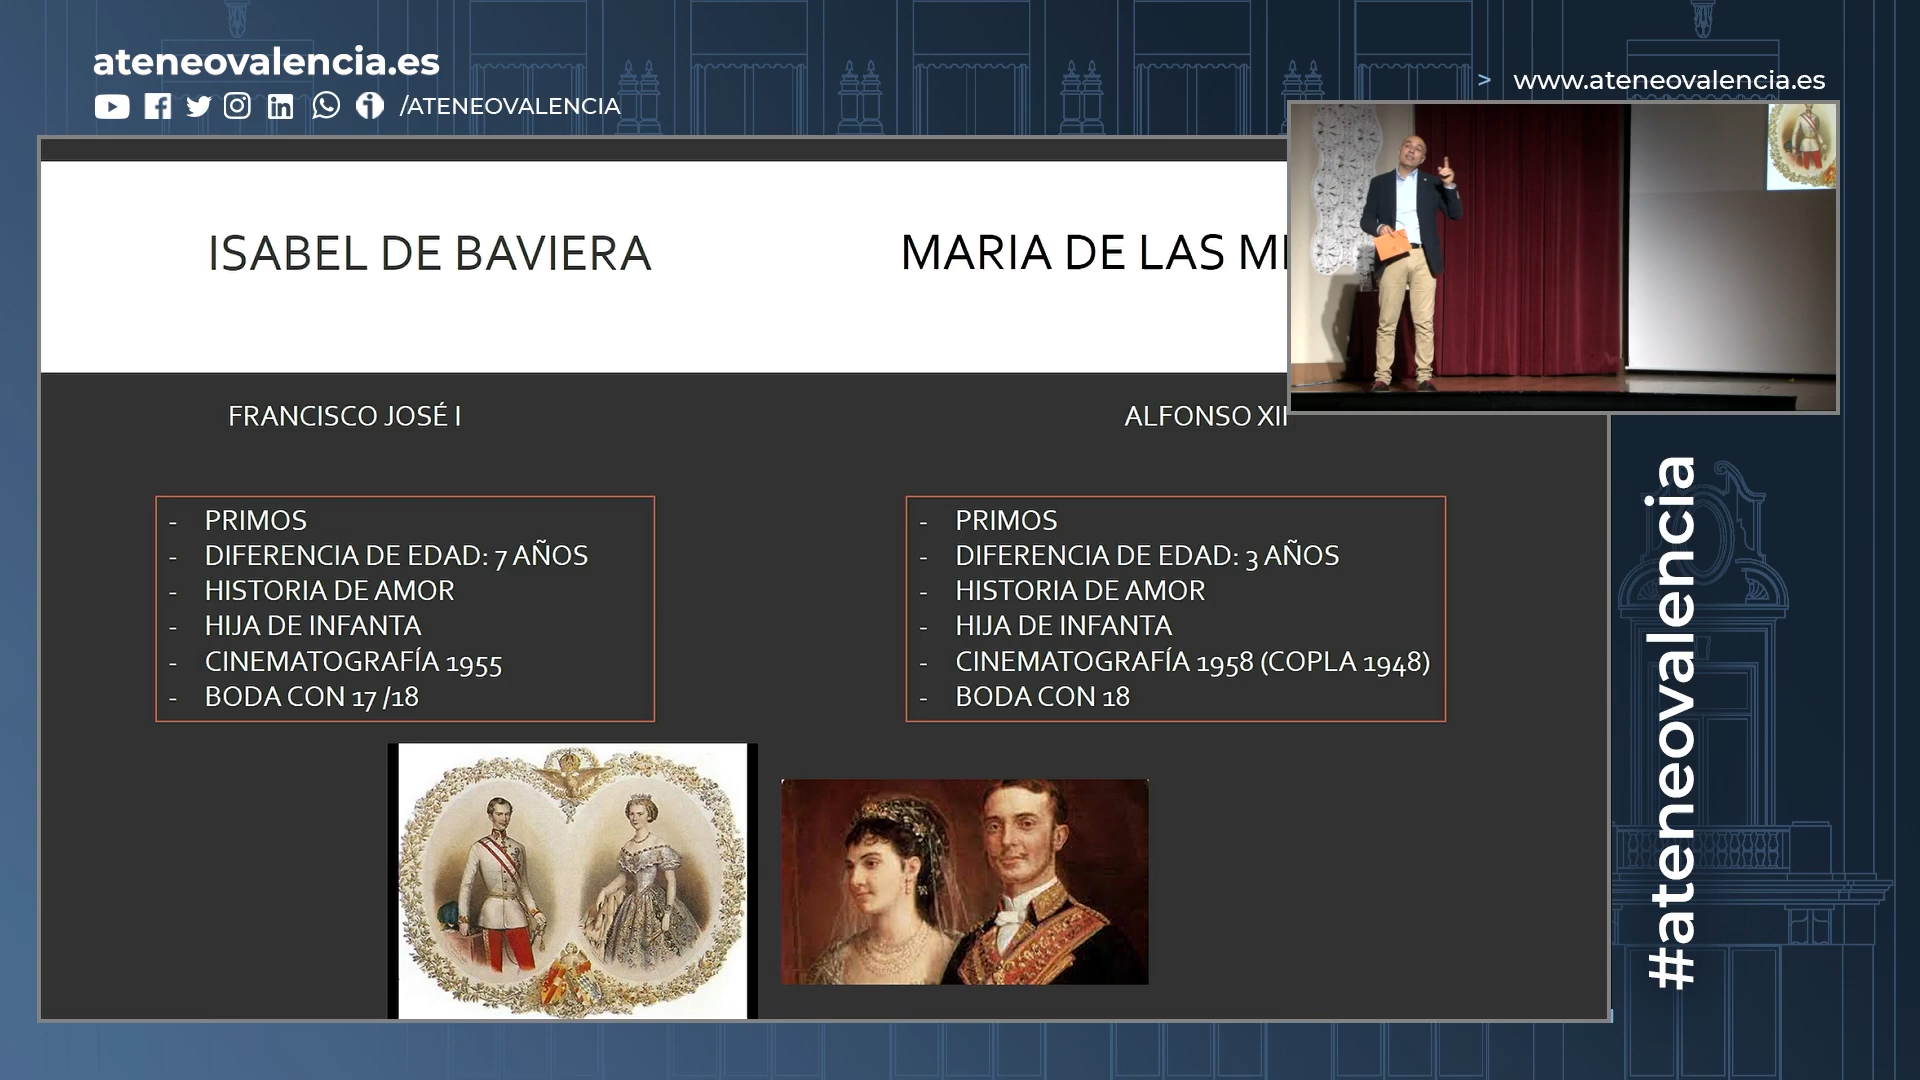 ateneovalencia.es
/ATENEOVALENCIA
> www.ateneovalencia.es
ISABEL DE BAVIERA
MARIA DE LAS
FRANCISCO JOSÉ I
ALFONSO XII
- PRIMOS
- DIFERENCIA DE EDAD: 7 AÑOS
- HISTORIA DE AMOR
- HIJA DE INFANTA
- CINEMATOGRAFÍA 1955
- BODA CON 17 /18
- PRIMOS
- DIFERENCIA DE EDAD: 3 AÑOS
- HISTORIA DE AMOR
- HIJA DE INFANTA
- CINEMATOGRAFÍA 1958 (COPLA 1948)
- BODA CON 18
#ateneovalencia